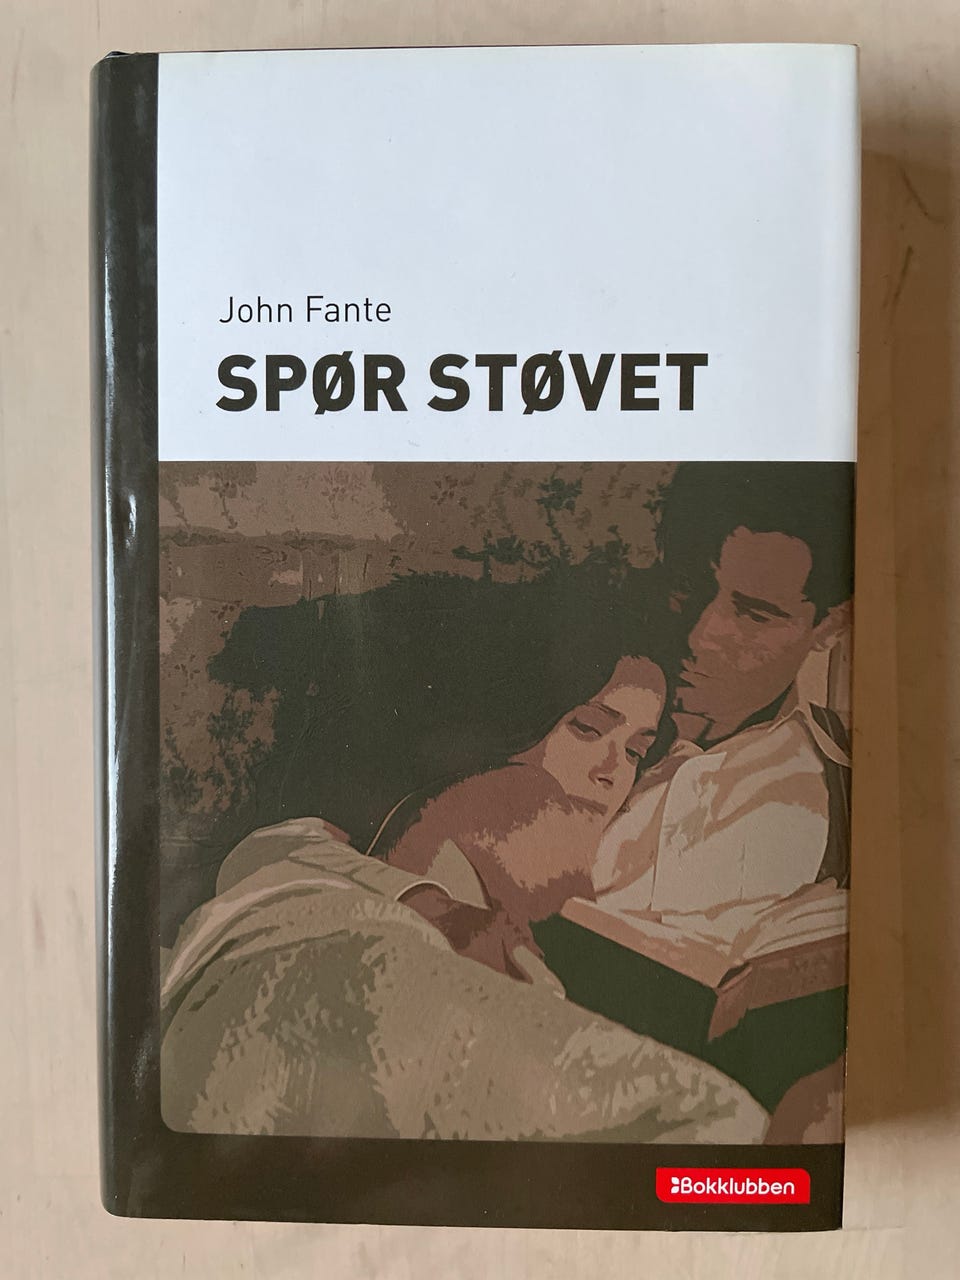 John Fante
SPØR STØVET
Bokklubben